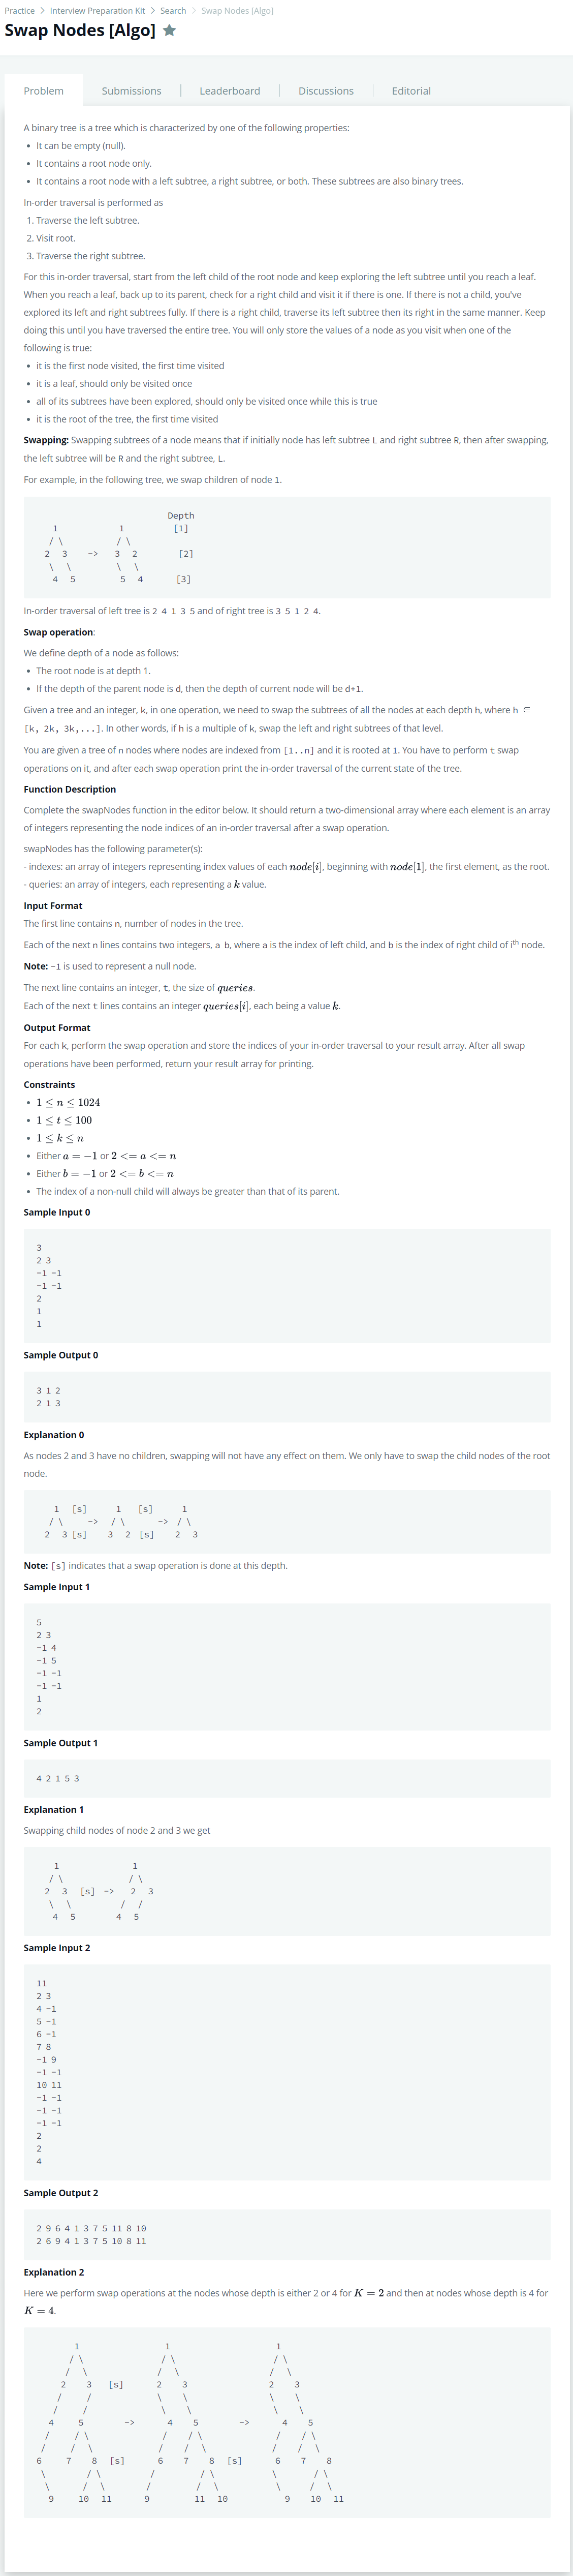 Practice > Interview Preparation Kit > Search > Swap Nodes [Algo]
Swap Nodes [Algo] ★
Problem Submissions Leaderboard Discussions Editorial
A binary tree is a tree which is characterized by one of the following properties:
• It can be empty (null).
• It contains a root node only.
• It contains a root node with a left subtree, a right subtree, or both. These subtrees are also binary trees.
In-order traversal is performed as
1. Traverse the left subtree.
2. Visit root.
3. Traverse the right subtree.
For this in-order traversal, start from the left child of the root node and keep exploring the left subtree until you reach a leaf.
When you reach a leaf, back up to its parent, check for a right child and visit it if there is one. If there is not a child, you've
explored its left and right subtrees fully. If there is a right child, traverse its left subtree then its right in the same manner. Keep
doing this until you have traversed the entire tree. You will only store the values of a node as you visit when one of the
following is true:
• it is the first node visited, the first time visited
• it is a leaf, should only be visited once
• all of its subtrees have been explored, should only be visited once while this is true
• it is the root of the tree, the first time visited
Swapping: Swapping subtrees of a node means that if initially node has left subtree L and right subtree R, then after swapping,
the left subtree will be R and the right subtree, L.
For example, in the following tree, we swap children of node 1.
Depth
1 1 [1]
/ \ / \
2 3 -> 3 2 [2]
\ \ \ \
4 5 5 4 [3]
In-order traversal of left tree is 2 4 1 3 5 and of right tree is 3 5 1 2 4.
Swap operation:
We define depth of a node as follows:
• The root node is at depth 1.
• If the depth of the parent node is d, then the depth of current node will be d+1.
Given a tree and an integer, k, in one operation, we need to swap the subtrees of all the nodes at each depth h, where h ∈
[k, 2k, 3k,...]. In other words, if h is a multiple of k, swap the left and right subtrees of that level.
You are given a tree of n nodes where nodes are indexed from [1..n] and it is rooted at 1. You have to perform t swap
operations on it, and after each swap operation print the in-order traversal of the current state of the tree.
Function Description
Complete the swapNodes function in the editor below. It should return a two-dimensional array where each element is an array
of integers representing the node indices of an in-order traversal after a swap operation.
swapNodes has the following parameter(s):
- indexes: an array of integers representing index values of each node[i], beginning with node[1], the first element, as the root.
- queries: an array of integers, each representing a k value.
Input Format
The first line contains n, number of nodes in the tree.
Each of the next n lines contains two integers, a b, where a is the index of left child, and b is the index of right child of ith node.
Note: -1 is used to represent a null node.
The next line contains an integer, t, the size of queries.
Each of the next t lines contains an integer queries[i], each being a value k.
Output Format
For each k, perform the swap operation and store the indices of your in-order traversal to your result array. After all swap
operations have been performed, return your result array for printing.
Constraints
• 1 ≤ n ≤ 1024
• 1 ≤ t ≤ 100
• 1 ≤ k ≤ n
• Either a = −1 or 2 <= a <= n
• Either b = −1 or 2 <= b <= n
• The index of a non-null child will always be greater than that of its parent.
Sample Input 0
3
2 3
-1 -1
-1 -1
2
1
1
Sample Output 0
3 1 2
2 1 3
Explanation 0
As nodes 2 and 3 have no children, swapping will not have any effect on them. We only have to swap the child nodes of the root
node.
1 [s] 1 [s] 1
/ \ -> / \ -> / \
2 3 [s] 3 2 [s] 2 3
Note: [s] indicates that a swap operation is done at this depth.
Sample Input 1
5
2 3
-1 4
-1 5
-1 -1
-1 -1
1
2
Sample Output 1
4 2 1 5 3
Explanation 1
Swapping child nodes of node 2 and 3 we get
1 1
/ \ / \
2 3 [s] -> 2 3
\ \ / /
4 5 4 5
Sample Input 2
11
2 3
4 -1
5 -1
6 -1
7 8
-1 9
-1 -1
10 11
-1 -1
-1 -1
-1 -1
2
2
4
Sample Output 2
2 9 6 4 1 3 7 5 11 8 10
2 6 9 4 1 3 7 5 10 8 11
Explanation 2
Here we perform swap operations at the nodes whose depth is either 2 or 4 for K = 2 and then at nodes whose depth is 4 for
K = 4.
1 1 1
/ \ / \ / \
/ \ / \ / \
2 3 [s] 2 3 2 3
/ / \ \ \ \
/ / \ \ \ \
4 5 -> 4 5 -> 4 5
/ / \ / / \ / / \
/ / \ / / \ / / \
6 7 8 [s] 6 7 8 [s] 6 7 8
\ / \ / / \ \ / \
\ / \ / / \ \ / \
9 10 11 9 11 10 9 10 11